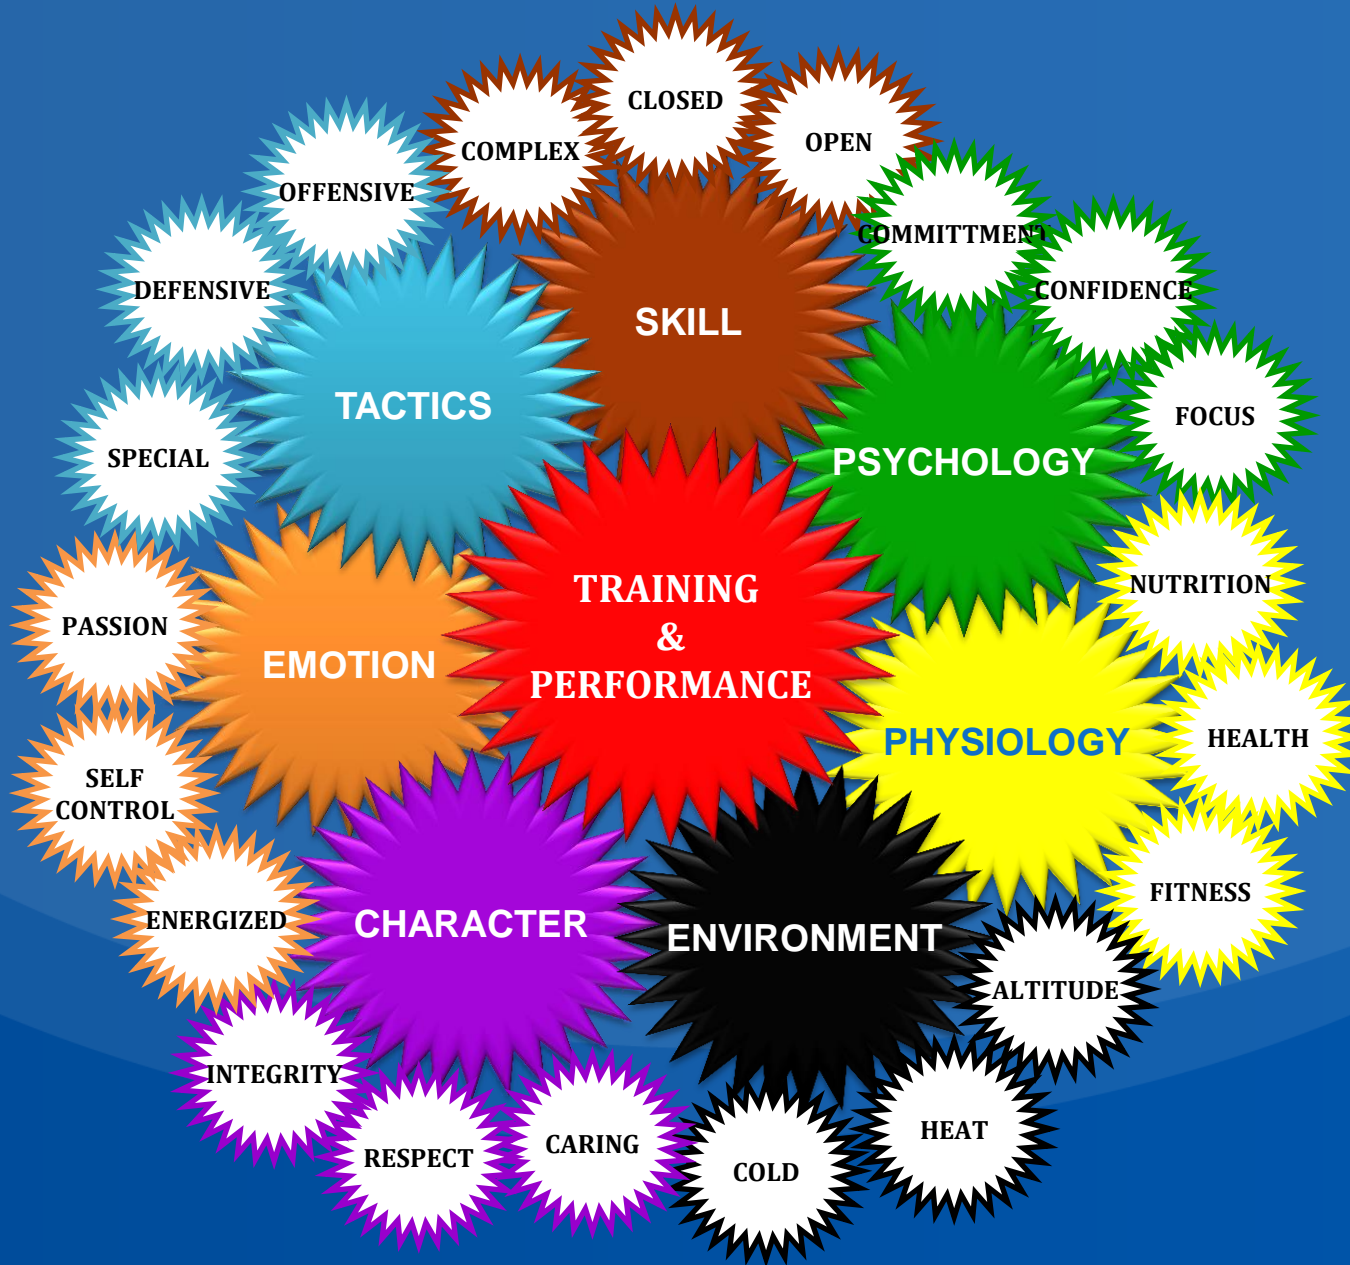 CLOSED
OPEN
COMPLEX
OFFENSIVE
COMMITTMENT
DEFENSIVE
CONFIDENCE
SKILL
TACTICS
FOCUS
SPECIAL
PSYCHOLOGY
NUTRITION
TRAINING
&
PERFORMANCE
PASSION
EMOTION
PHYSIOLOGY
HEALTH
SELF
CONTROL
FITNESS
ENERGIZED
CHARACTER
ENVIRONMENT
ALTITUDE
INTEGRITY
HEAT
RESPECT
CARING
COLD